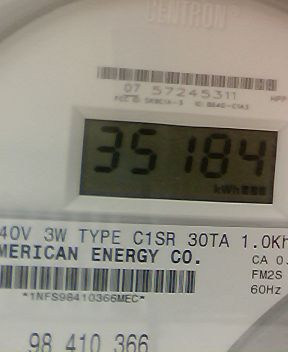 CENTRON®
07 57245311
35184
kWh
40V 3W TYPE C1SR 30TA 1.0Kh
MERICAN ENERGY CO.
CA 0.
FM2S
60Hz
*1NFS98410366MEC*
98 410 366